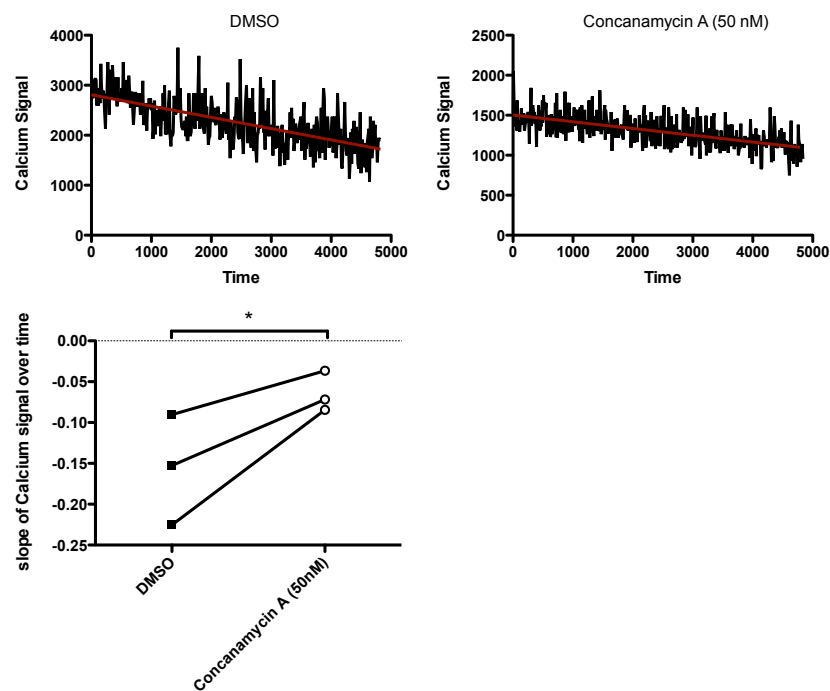 DMSO
4000
3000
2000
1000
0
Calcium Signal
0 1000 2000 3000 4000 5000
Time
Concanamycin A (50 nM)
2500
2000
1500
1000
500
0
Calcium Signal
0 1000 2000 3000 4000 5000
Time
*
0.00
-0.05
-0.10
-0.15
-0.20
-0.25
slope of Calcium signal over time
DMSO
Concanamycin A (50nM)